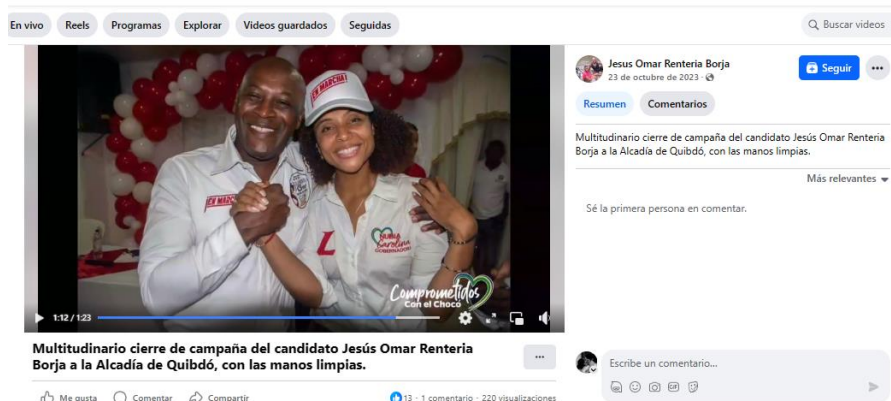 En vivo Reels Programas Explorar Videos guardados Seguidas
Buscar videos
¡EN MARCHA!
¡EN MARCHA!
L
Nubia
Carolina
GOBERNADORA
Comprometidos
Con el Chocó
1:12 / 1:23
Multitudinario cierre de campaña del candidato Jesús Omar Renteria
Borja a la Alcadía de Quibdó, con las manos limpias.
...
Me gusta Comentar Compartir
13 · 1 comentario · 220 visualizaciones
Jesus Omar Renteria Borja
23 de octubre de 2023 ·
Seguir
...
Resumen Comentarios
Multitudinario cierre de campaña del candidato Jesús Omar Renteria
Borja a la Alcadía de Quibdó, con las manos limpias.
Más relevantes
Sé la primera persona en comentar.
Escribe un comentario...
GIF